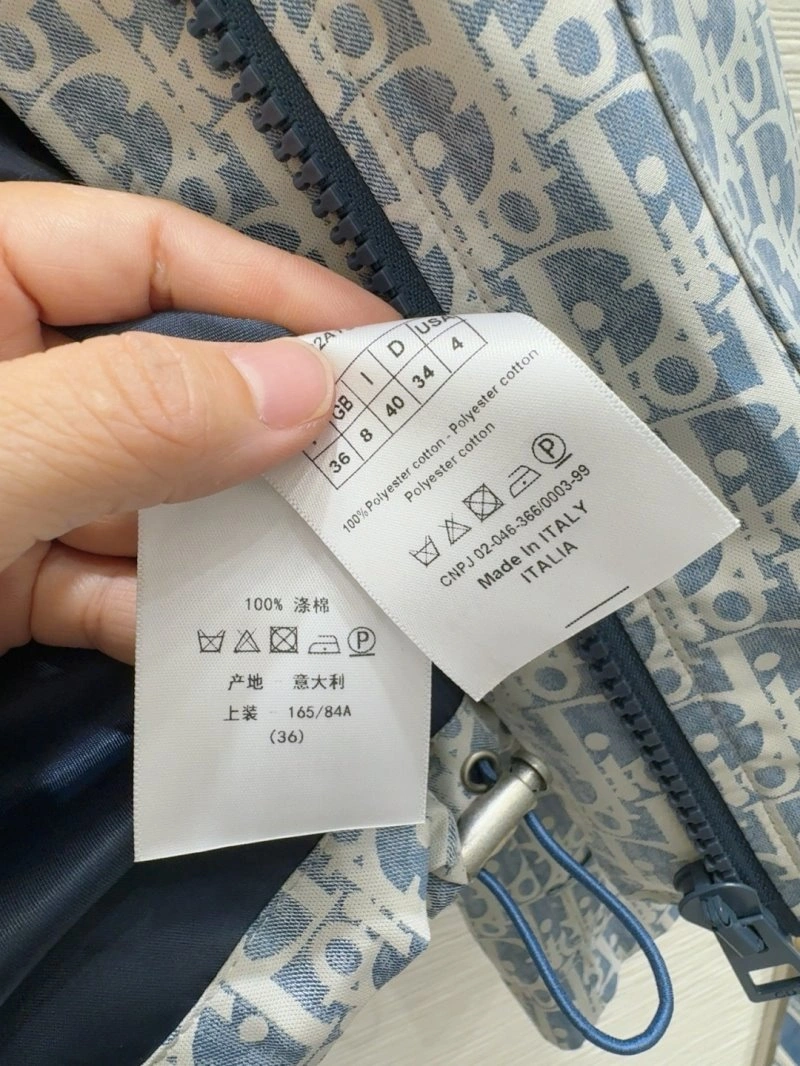 GB I D USA
36 8 40 34 4
100% Polyester cotton - Polyester cotton
Polyester cotton
P
CNPJ 02-046-366/0003-99
Made In ITALY
ITALIA
100% 涤棉
P
产地 - 意大利
上装 - 165/84A
(36)
Dior